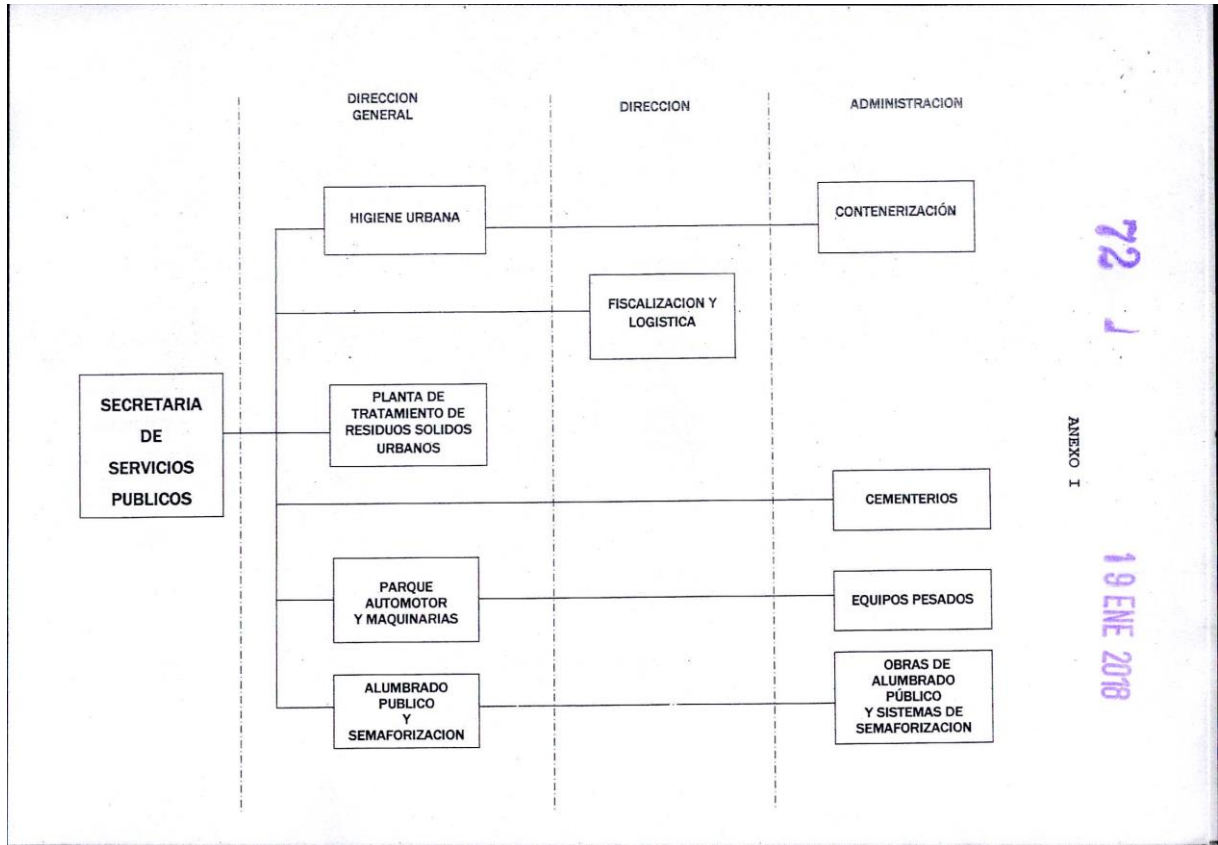 DIRECCION
GENERAL
DIRECCION
ADMINISTRACION
HIGIENE URBANA
CONTENERIZACIÓN
FISCALIZACION Y
LOGISTICA
SECRETARIA
DE
SERVICIOS
PUBLICOS
PLANTA DE
TRATAMIENTO DE
RESIDUOS SOLIDOS
URBANOS
CEMENTERIOS
PARQUE
AUTOMOTOR
Y MAQUINARIAS
EQUIPOS PESADOS
ALUMBRADO
PUBLICO
Y
SEMAFORIZACION
OBRAS DE
ALUMBRADO
PÚBLICO
Y SISTEMAS DE
SEMAFORIZACION
72
ANEXO I
19 ENE 2018